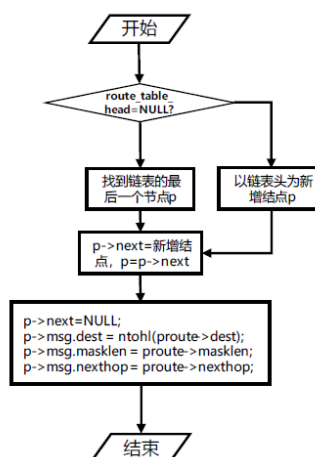 开始
route_table_
head=NULL?
找到链表的最
后一个节点p
以链表头为新
增结点p
p->next=新增结
点，p=p->next
p->next=NULL;
p->msg.dest = ntohl(proute->dest);
p->msg.masklen = proute->masklen;
p->msg.nexthop = proute->nexthop;
结束